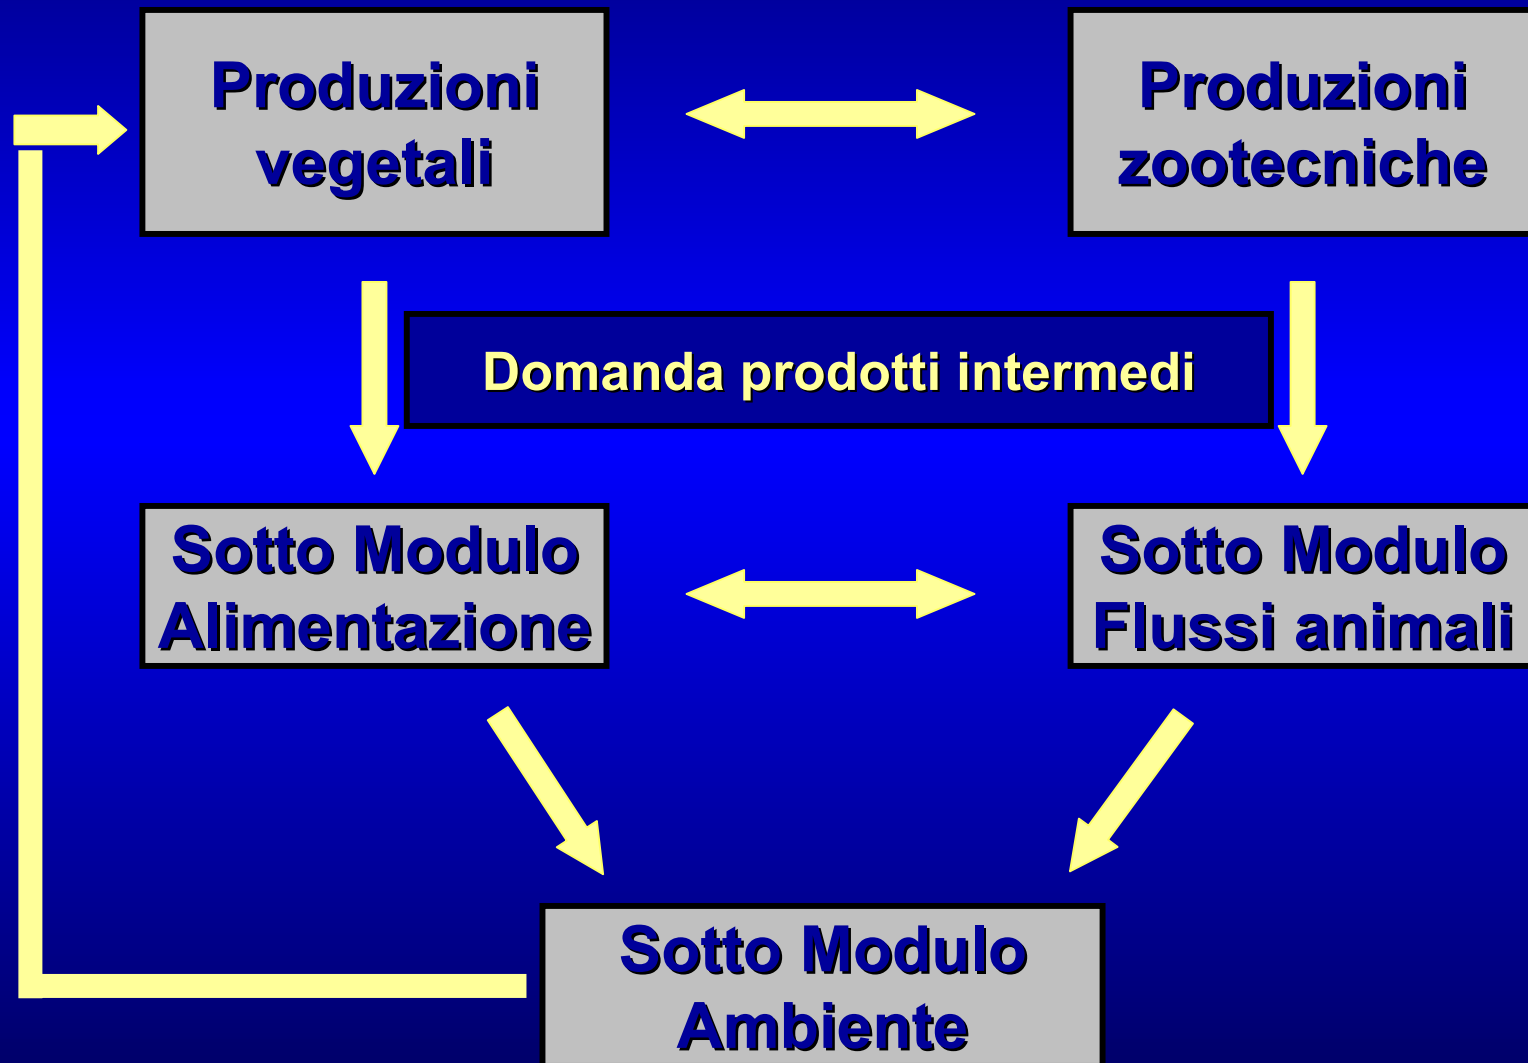 Produzioni
vegetali
Produzioni
zootecniche
Domanda prodotti intermedi
Sotto Modulo
Alimentazione
Sotto Modulo
Flussi animali
Sotto Modulo
Ambiente